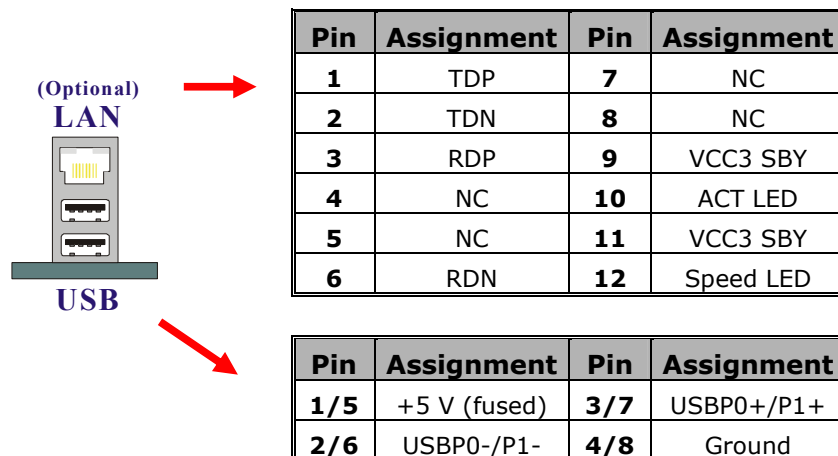 (Optional)
LAN
USB
Pin Assignment Pin Assignment
1 TDP 7 NC
2 TDN 8 NC
3 RDP 9 VCC3 SBY
4 NC 10 ACT LED
5 NC 11 VCC3 SBY
6 RDN 12 Speed LED
Pin Assignment Pin Assignment
1/5 +5 V (fused) 3/7 USBP0+/P1+
2/6 USBP0-/P1- 4/8 Ground